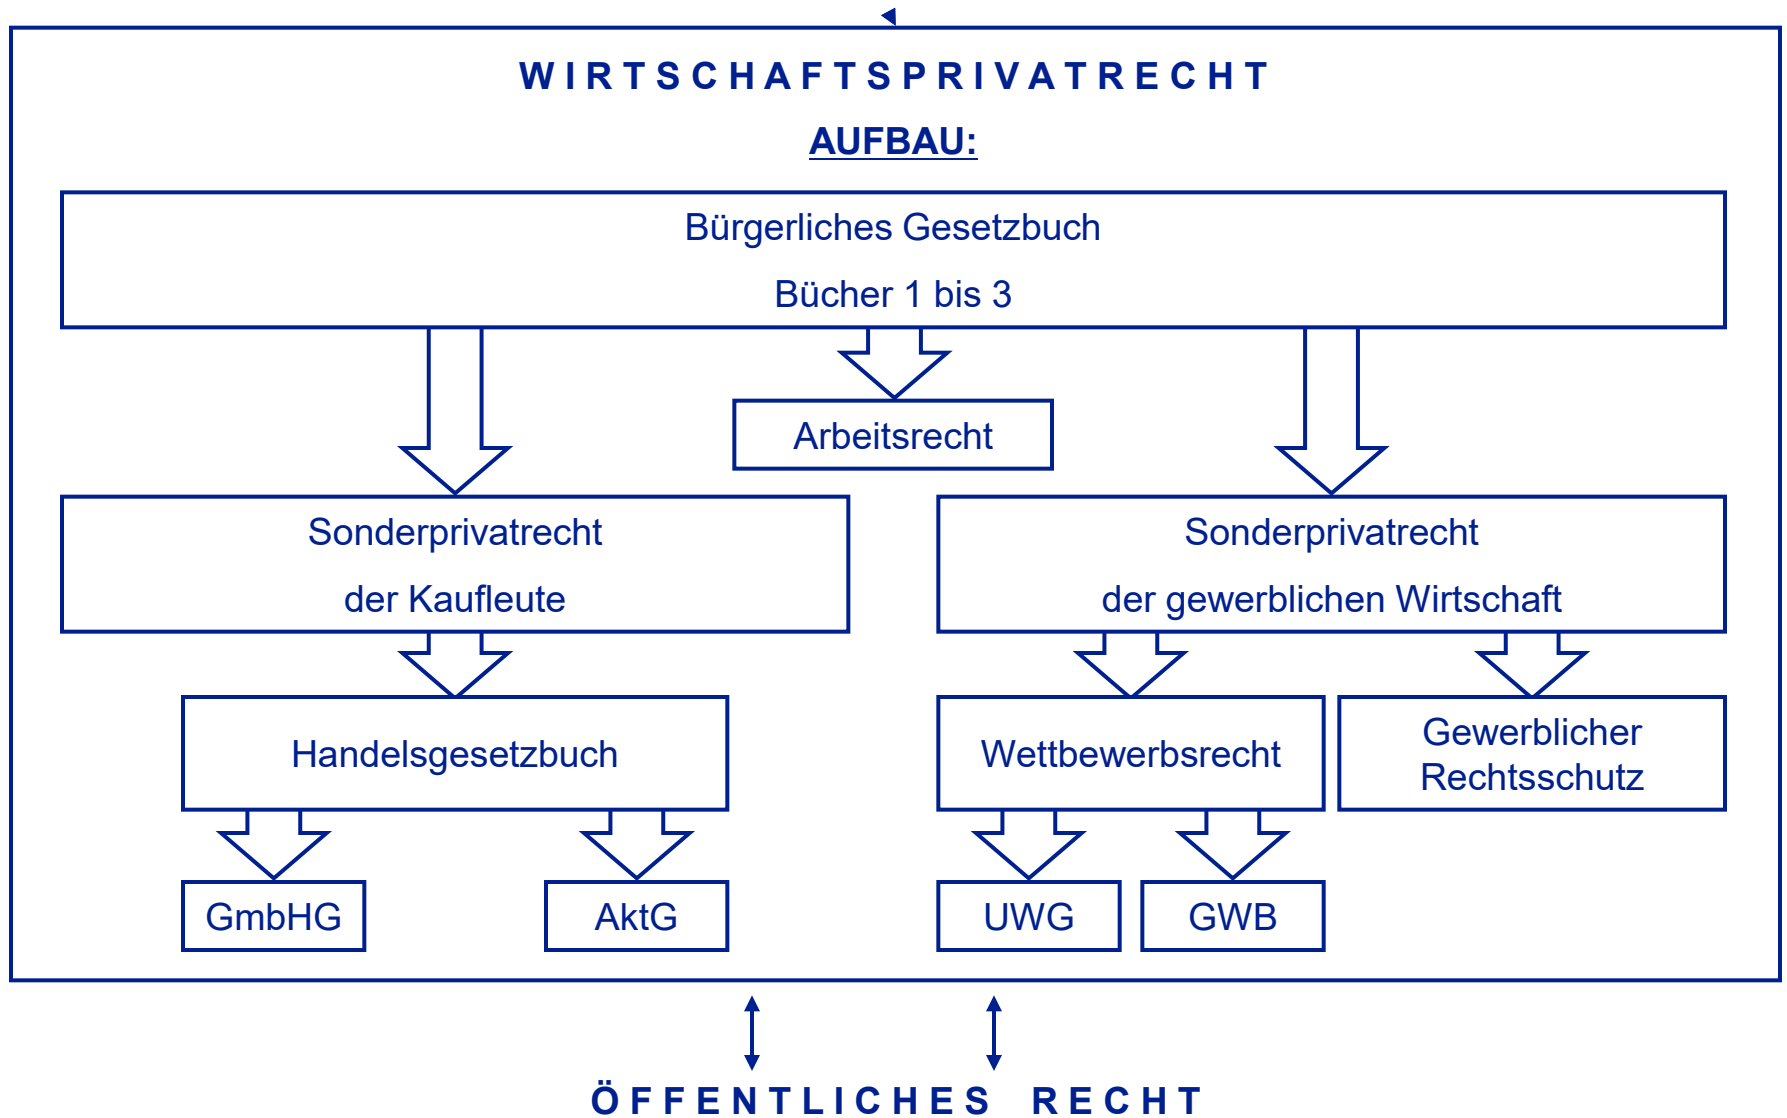 WIRTSCHAFTSPRIVATRECHT
AUFBAU:
Bürgerliches Gesetzbuch
Bücher 1 bis 3
Arbeitsrecht
Sonderprivatrecht
der Kaufleute
Sonderprivatrecht
der gewerblichen Wirtschaft
Handelsgesetzbuch
Wettbewerbsrecht
Gewerblicher
Rechtsschutz
GmbHG
AktG
UWG
GWB
ÖFFENTLICHES RECHT